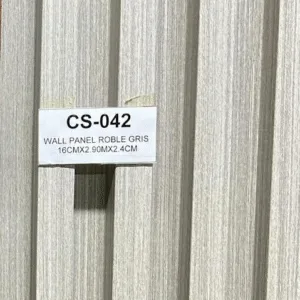 CS-042
WALL PANEL ROBLE GRIS
16CMX2.90MX2.4CM